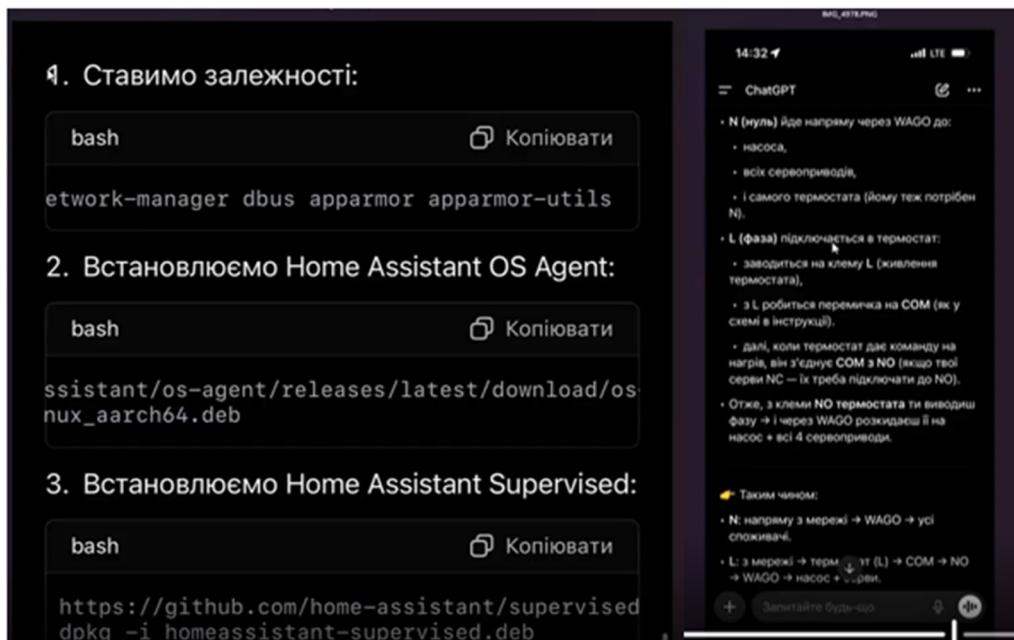 1. Ставимо залежності:
bash
Копіювати
etwork-manager dbus apparmor apparmor-utils
2. Встановлюємо Home Assistant OS Agent:
bash
Копіювати
ssistant/os-agent/releases/latest/download/os-
nux_aarch64.deb
3. Встановлюємо Home Assistant Supervised:
bash
Копіювати
https://github.com/home-assistant/supervised
dpkg -i homeassistant-supervised.deb
IMG_4978.PNG
14:32
LTE
ChatGPT
• N (нуль) йде напряму через WAGO до:
• насоса,
• всіх сервоприводів,
• і самого термостата (йому теж потрібен
N).
• L (фаза) підключається в термостат:
• заводиться на клему L (живлення
термостата),
• з L робиться перемичка на COM (як у
схемі в інструкції).
• далі, коли термостат дає команду на
нагрів, він з'єднує COM з NO (якщо твої
серви NC — їх треба підключати до NO).
• Отже, з клеми NO термостата ти виводиш
фазу → і через WAGO розкидаєш її на
насос + всі 4 сервоприводи.
👉 Таким чином:
• N: напряму з мережі → WAGO → усі
споживачі.
• L: з мережі → (L) → COM → NO
→ WAGO → насос +
Запитайте будь-що